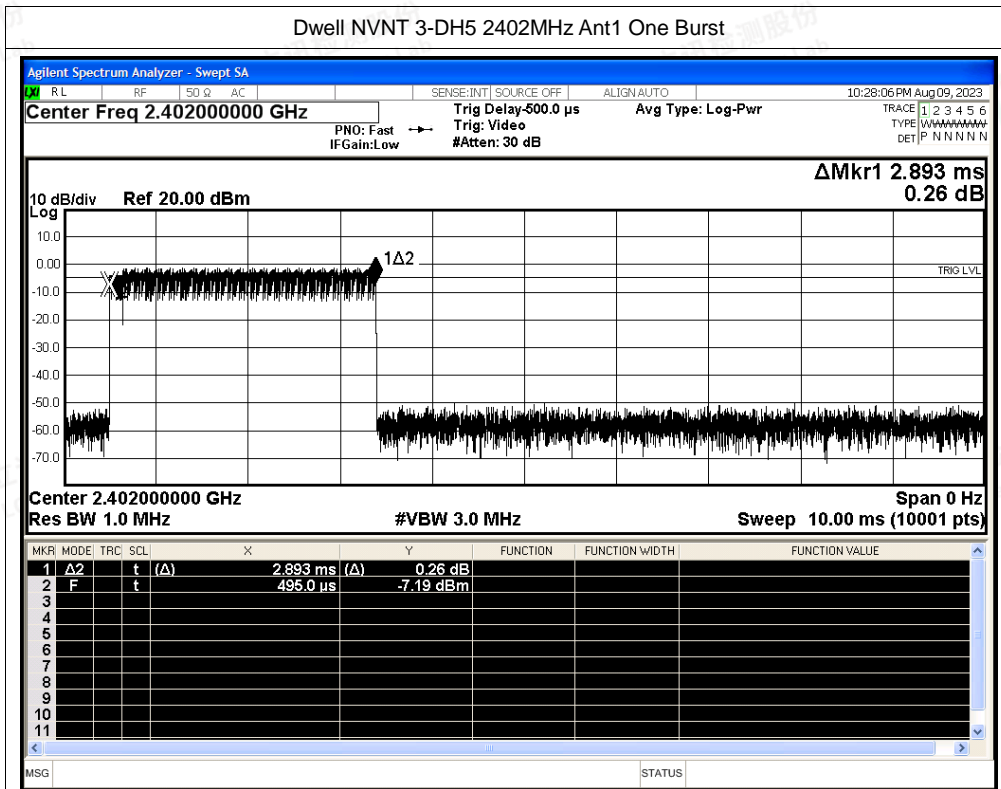 Dwell NVNT 3-DH5 2402MHz Ant1 One Burst
Agilent Spectrum Analyzer - Swept SA
LXI RL RF 50 Ω AC SENSE:INT SOURCE OFF ALIGN AUTO 10:28:06 PM Aug 09, 2023
Center Freq 2.402000000 GHz Trig Delay-500.0 µs Avg Type: Log-Pwr TRACE 1 2 3 4 5 6
PNO: Fast Trig: Video TYPE WWWWWW
IFGain:Low #Atten: 30 dB DET P N N N N N
ΔMkr1 2.893 ms
10 dB/div Ref 20.00 dBm 0.26 dB
Log
10.0
0.00 1Δ2
TRIG LVL
-10.0
-20.0
-30.0
-40.0
-50.0
-60.0
-70.0
Center 2.402000000 GHz Span 0 Hz
Res BW 1.0 MHz #VBW 3.0 MHz Sweep 10.00 ms (10001 pts)
MKR MODE TRC SCL X Y FUNCTION FUNCTION WIDTH FUNCTION VALUE
1 Δ2 t (Δ) 2.893 ms (Δ) 0.26 dB
2 F t 495.0 µs -7.19 dBm
3
4
5
6
7
8
9
10
11
MSG STATUS